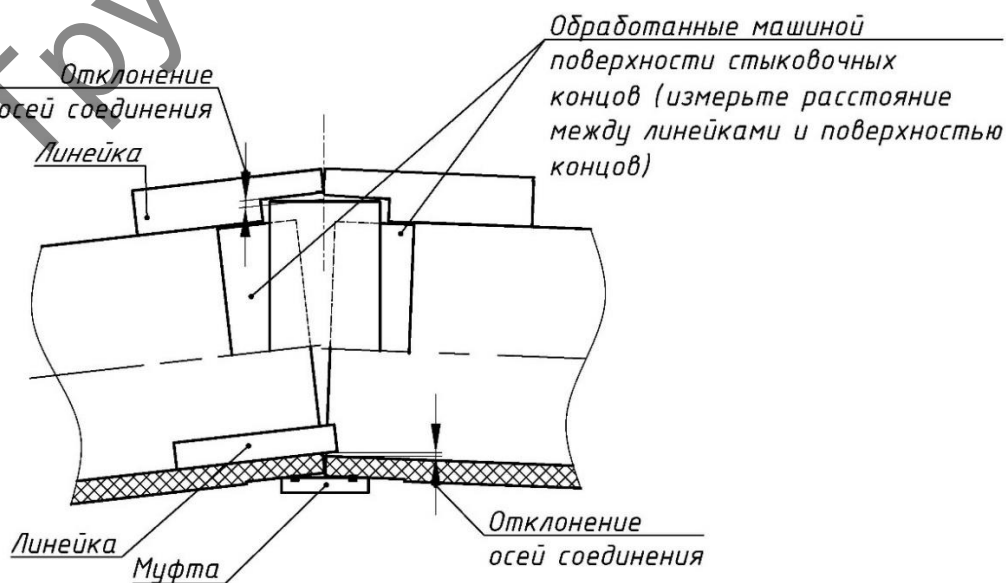 Обработанные машиной
поверхности стыковочных
концов (измерьте расстояние
между линейками и поверхностью
концов)
Отклонение
осей соединения
Линейка
Линейка
Муфта
Отклонение
осей соединения